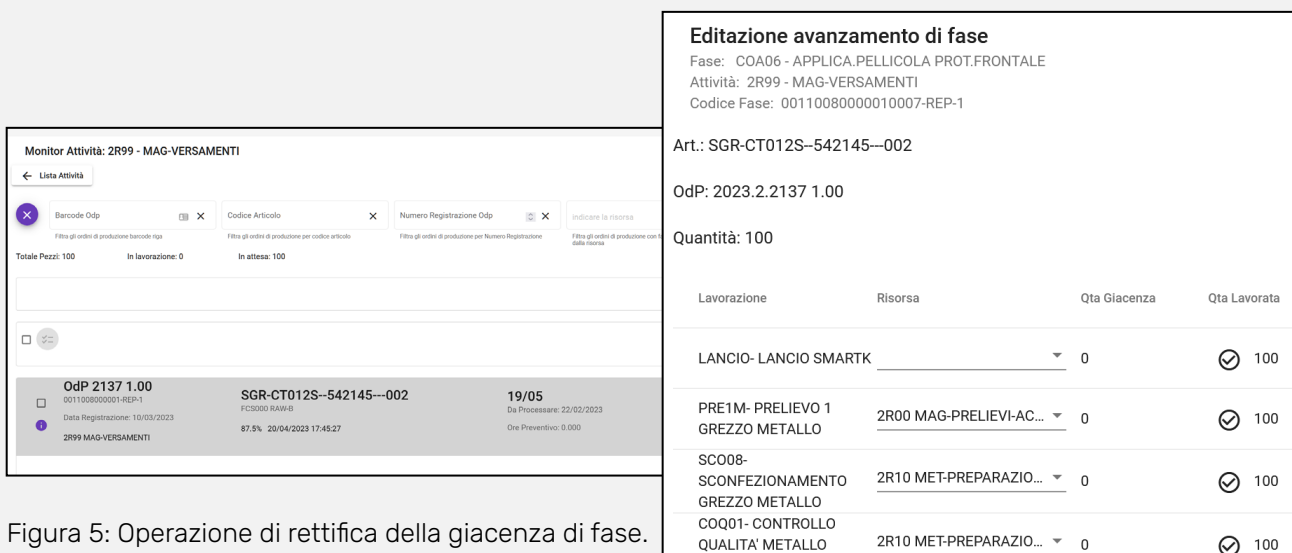 Monitor Attività: 2R99 - MAG-VERSAMENTI
← Lista Attività
Barcode Odp
Codice Articolo
Numero Registrazione Odp
indicare la risorsa
Filtra gli ordini di produzione barcode riga
Filtra gli ordini di produzione per codice articolo
Filtra gli ordini di produzione per Numero Registrazione
Filtra gli ordini di produzione con f
dalla risorsa
Totale Pezzi: 100 In lavorazione: 0 In attesa: 100
OdP 2137 1.00
0011008000001-REP-1
Data Registrazione: 10/03/2023
2R99 MAG-VERSAMENTI
SGR-CT012S--542145---002
FCS000 RAW-B
87.5% 20/04/2023 17:45:27
19/05
Da Processare: 22/02/2023
Ore Preventivo: 0.000
Figura 5: Operazione di rettifica della giacenza di fase.
Editazione avanzamento di fase
Fase: COA06 - APPLICA.PELLICOLA PROT.FRONTALE
Attività: 2R99 - MAG-VERSAMENTI
Codice Fase: 00110080000010007-REP-1
Art.: SGR-CT012S--542145---002
OdP: 2023.2.2137 1.00
Quantità: 100
Lavorazione Risorsa Qta Giacenza Qta Lavorata
LANCIO- LANCIO SMARTK 0 100
PRE1M- PRELIEVO 1
GREZZO METALLO
2R00 MAG-PRELIEVI-AC... 0 100
SCO08-
SCONFEZIONAMENTO
GREZZO METALLO
2R10 MET-PREPARAZIO... 0 100
COQ01- CONTROLLO
QUALITA' METALLO
2R10 MET-PREPARAZIO... 0 100